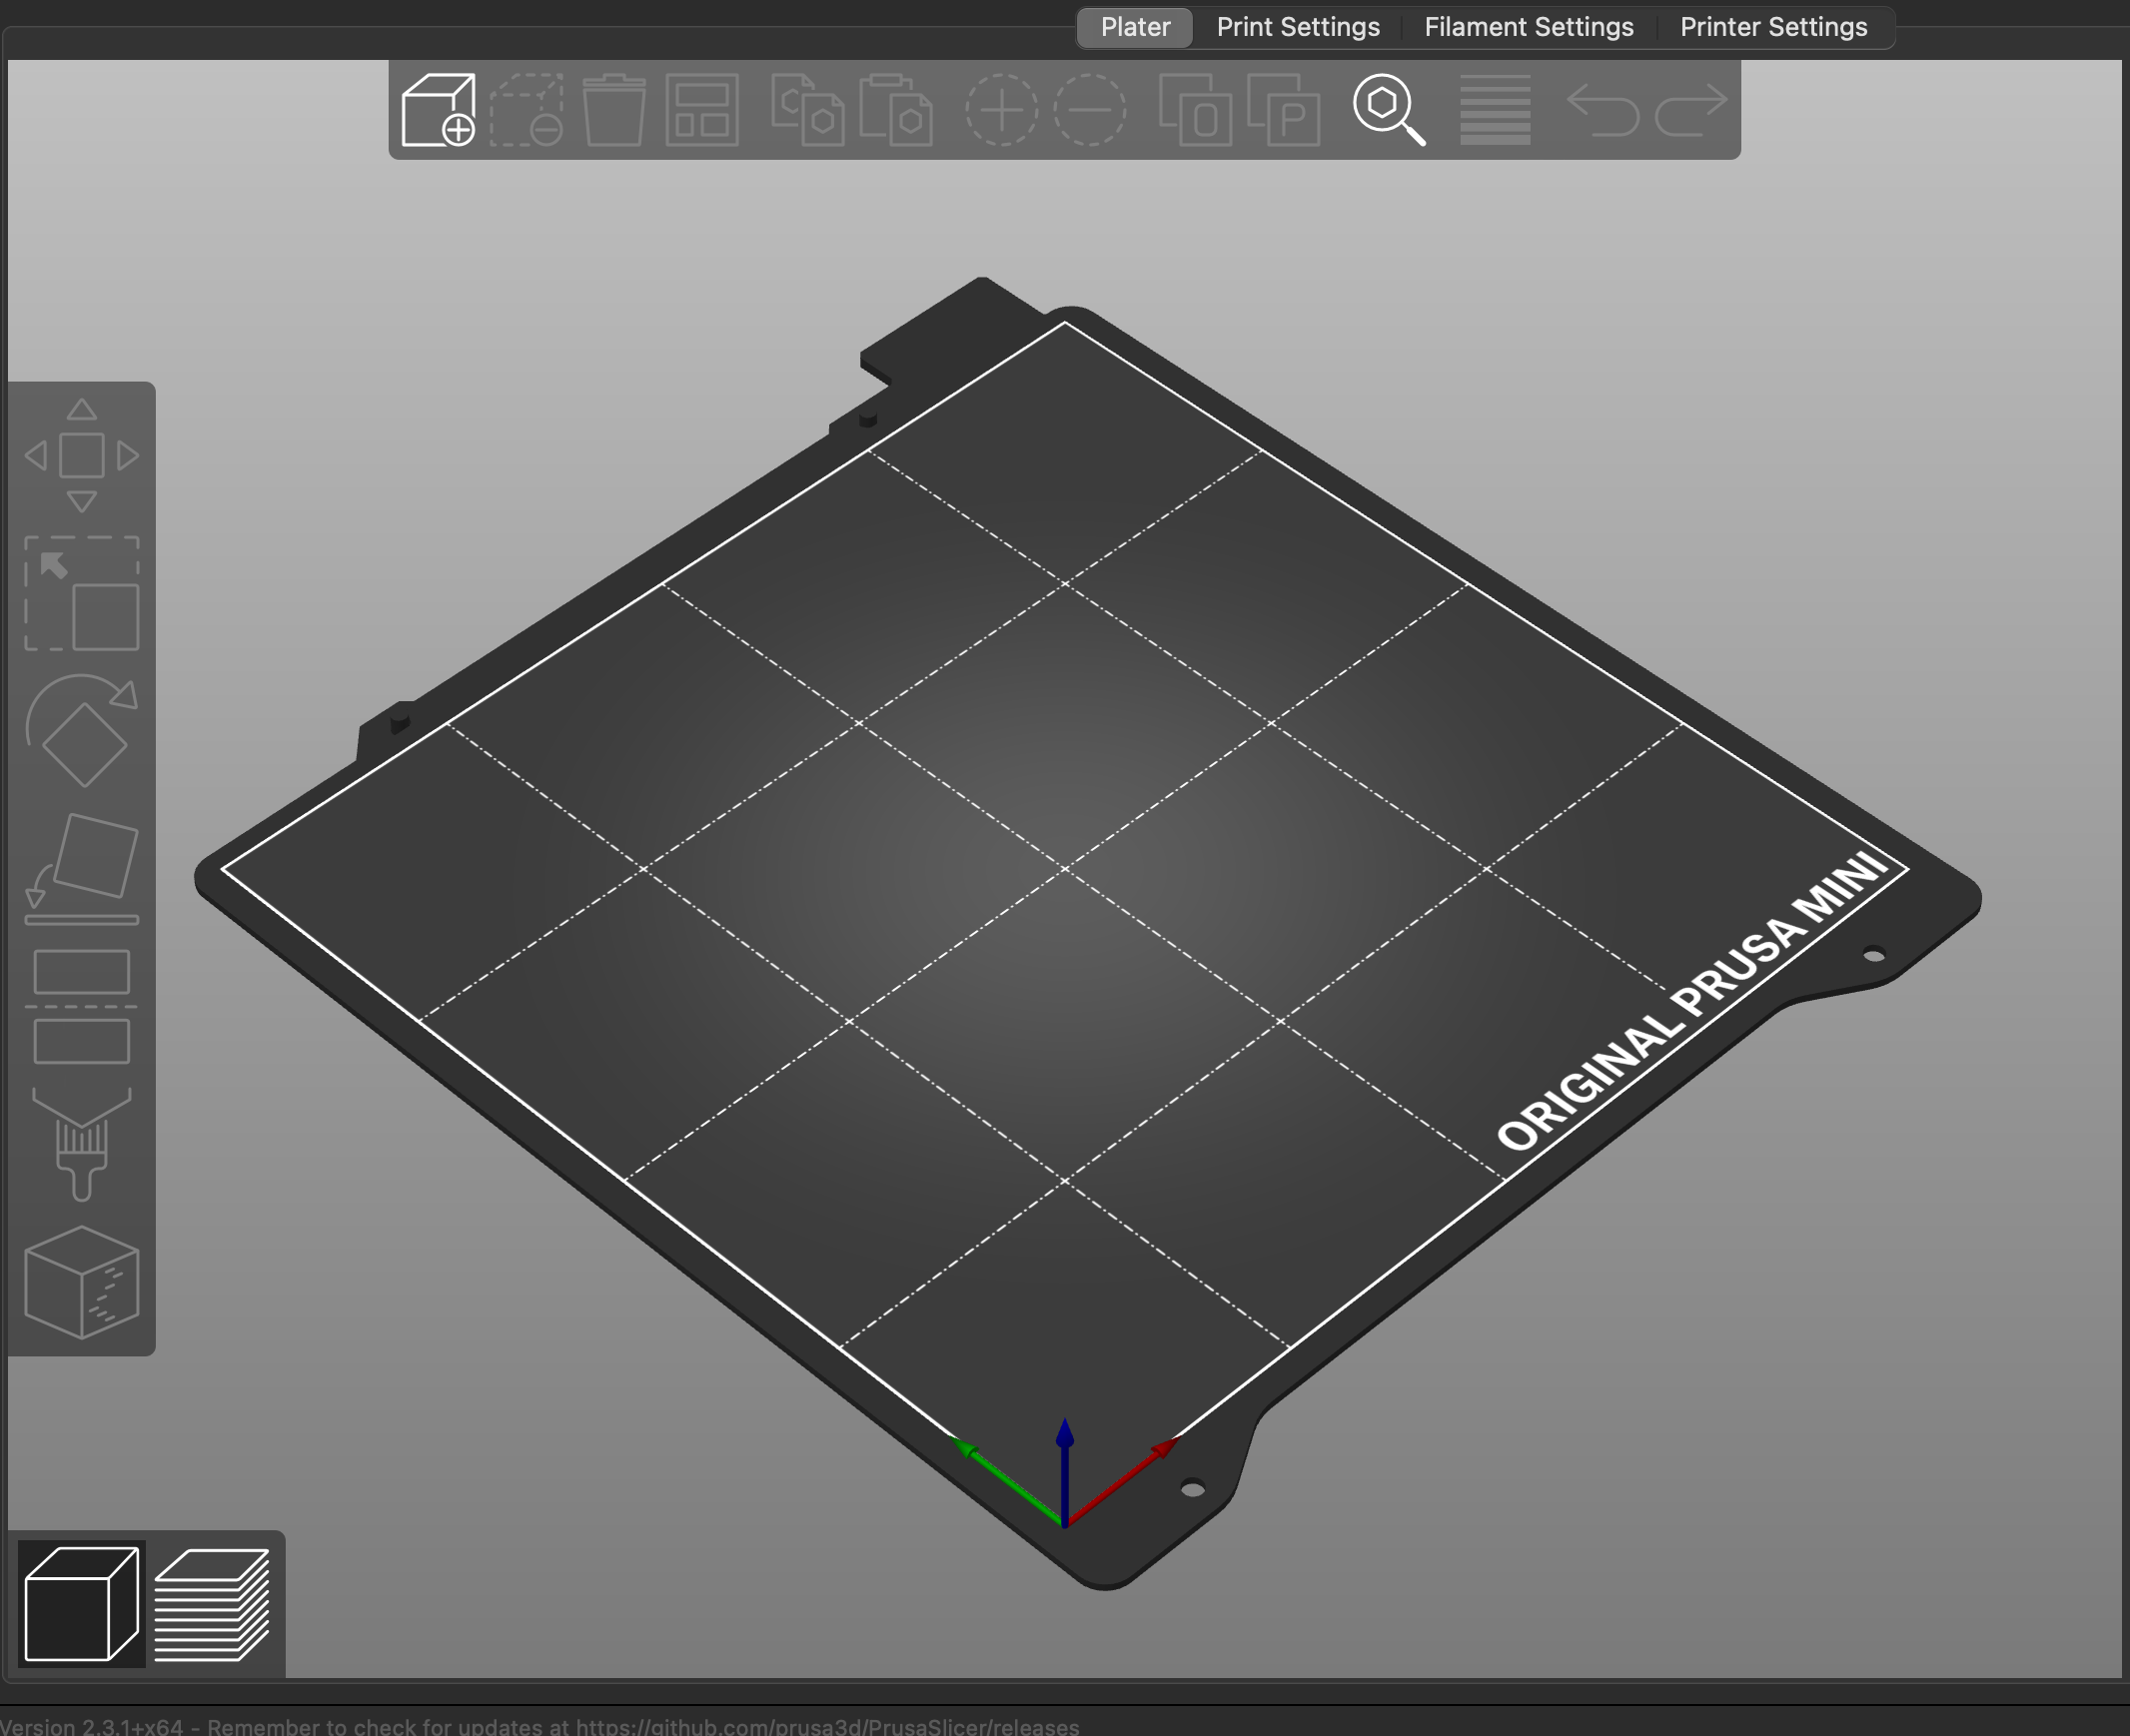 Plater Print Settings Filament Settings Printer Settings
O P
ORIGINAL PRUSA MINI
Version 2.3.1+x64 - Remember to check for updates at https://github.com/prusa3d/PrusaSlicer/releases